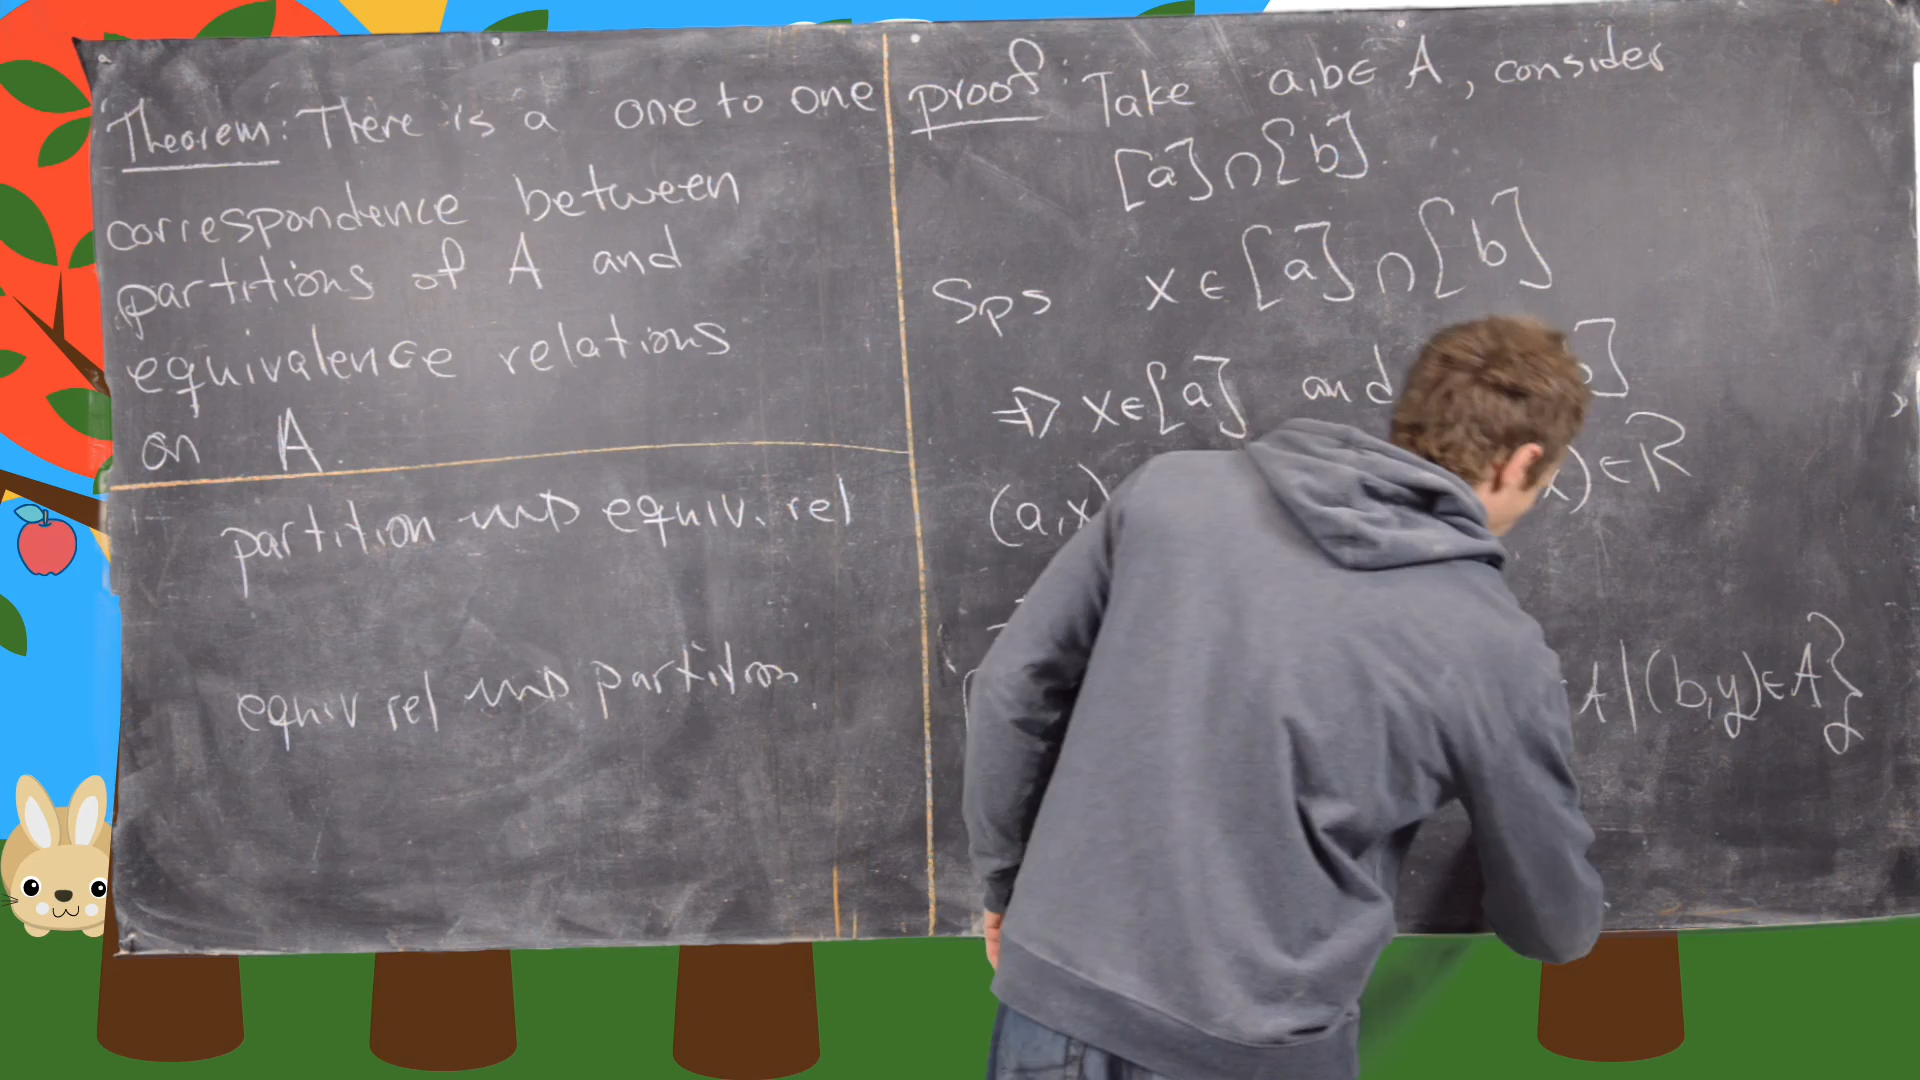 Theorem: There is a one to one
correspondence between
partitions of A and
equivalence relations
on A.
partition ⇝ equiv. rel
equiv rel ⇝ partition.
proof: Take a,b ∈ A, consider
[a]∩[b].
Sps x ∈ [a]∩[b]
⇒ x∈[a] and ]
(a,x) ) ∈ R
A | (b,y) ∈ A}